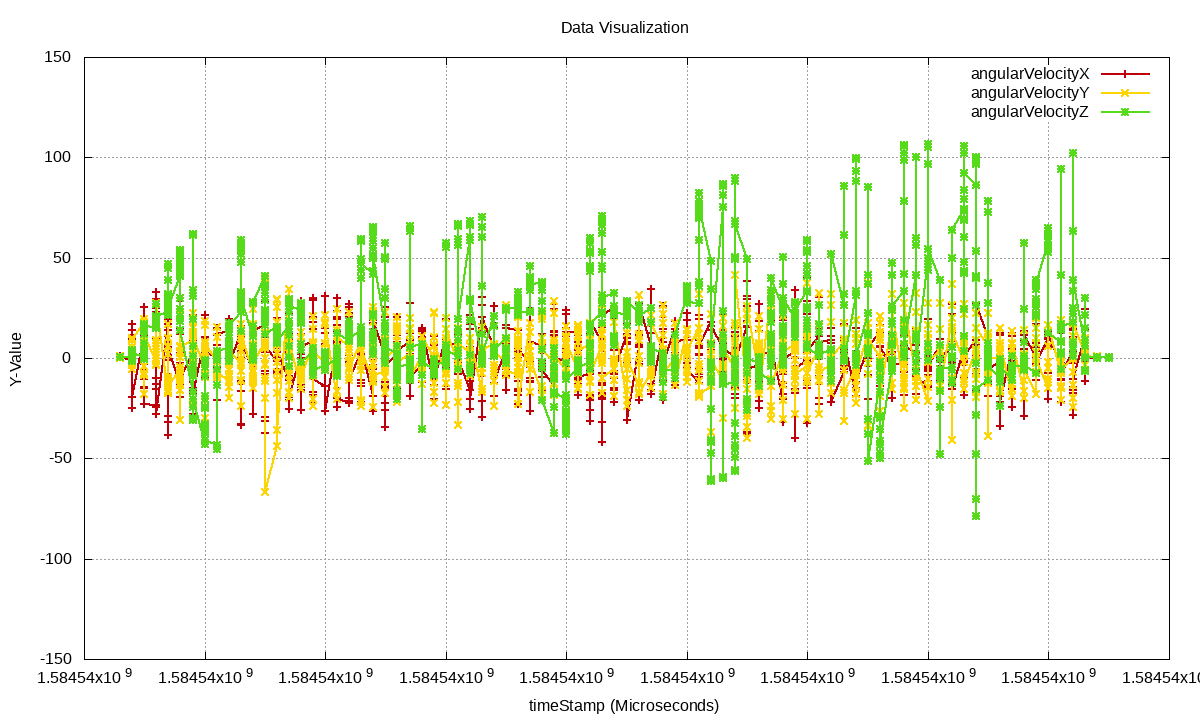 Data Visualization
150
100
50
0
-50
-100
-150
Y-Value
angularVelocityX
angularVelocityY
angularVelocityZ
1.58454x10 9 1.58454x10 9 1.58454x10 9 1.58454x10 9 1.58454x10 9 1.58454x10 9 1.58454x10 9 1.58454x10 9 1.58454x10 9 1.58454x10
timeStamp (Microseconds)